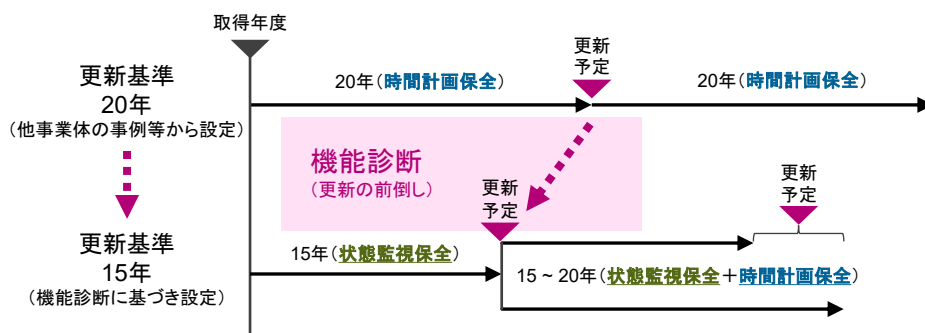 取得年度
更新
予定
更新基準
20年
(他事業体の事例等から設定)
20年(時間計画保全)
20年(時間計画保全)
機能診断
(更新の前倒し)
更新
予定
更新
予定
更新基準
15年
(機能診断に基づき設定)
15年(状態監視保全)
15~20年(状態監視保全+時間計画保全)